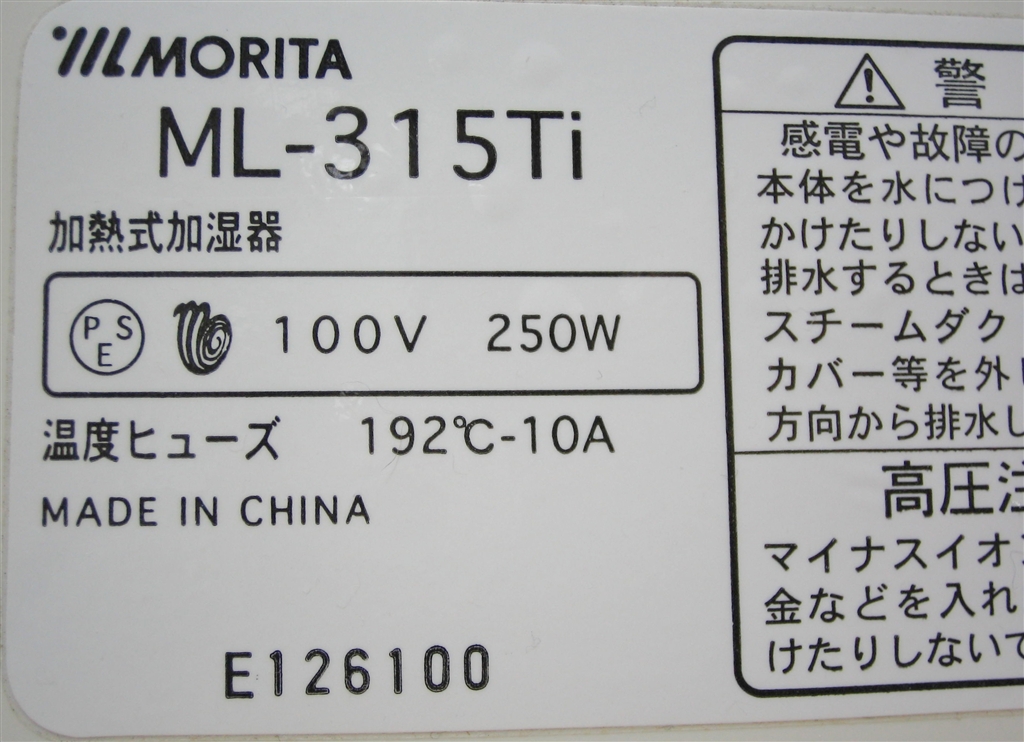 MORITA
ML-315Ti
加熱式加湿器
PSE 100V 250W
温度ヒューズ 192℃-10A
MADE IN CHINA
E126100
警
感電や故障の
本体を水につけ
かけたりしない
排水するときは
スチームダク
カバー等を外し
方向から排水し
高圧注
マイナスイオン
金などを入れ
けたりしないで